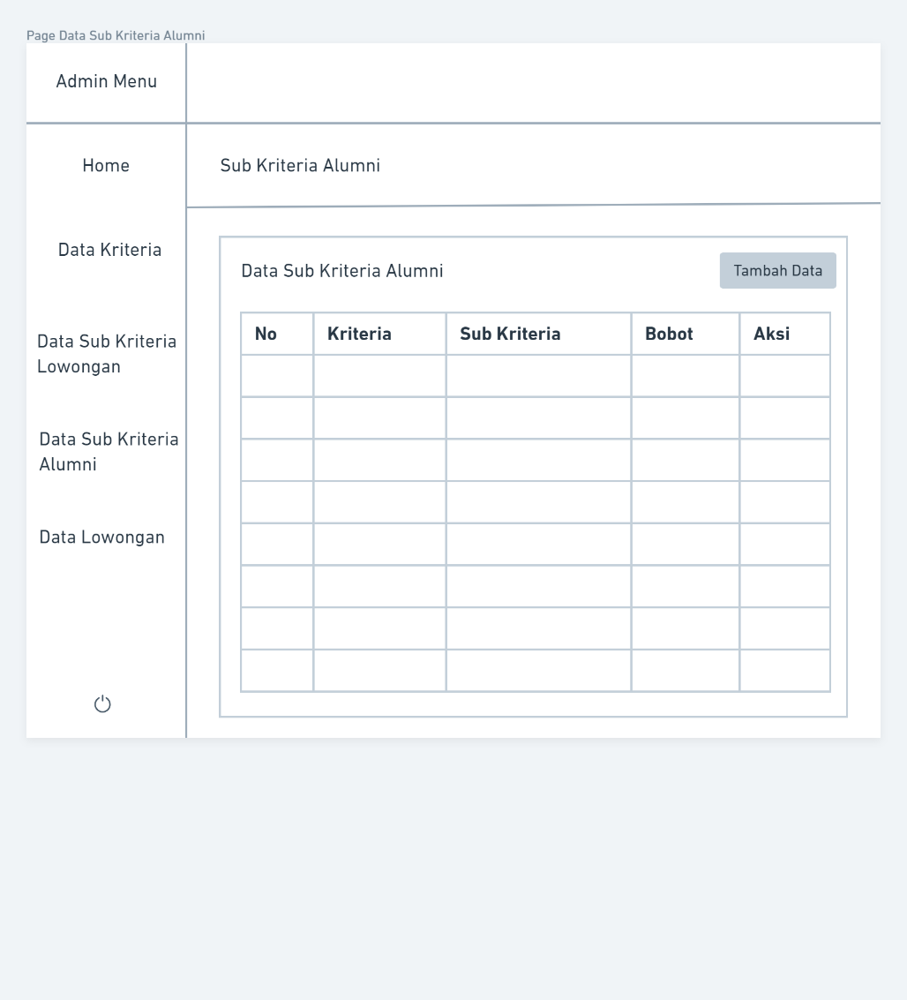 Page Data Sub Kriteria Alumni
Admin Menu
Home
Data Kriteria
Data Sub Kriteria
Lowongan
Data Sub Kriteria
Alumni
Data Lowongan
Sub Kriteria Alumni
Data Sub Kriteria Alumni
Tambah Data
No Kriteria Sub Kriteria Bobot Aksi